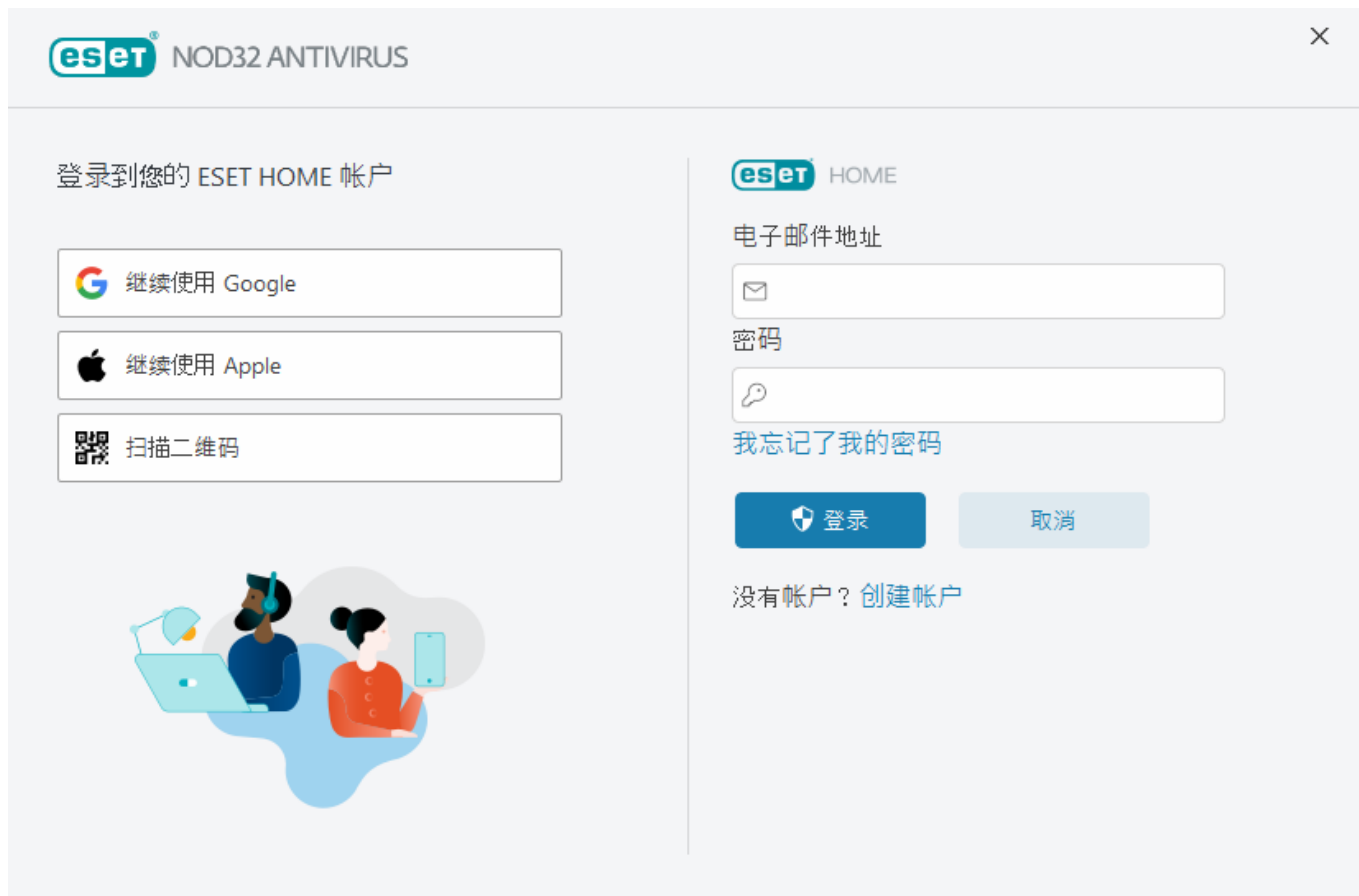 eset® NOD32 ANTIVIRUS
登录到您的 ESET HOME 帐户
继续使用 Google
继续使用 Apple
扫描二维码
eset HOME
电子邮件地址
密码
我忘记了我的密码
登录
取消
没有帐户？创建帐户